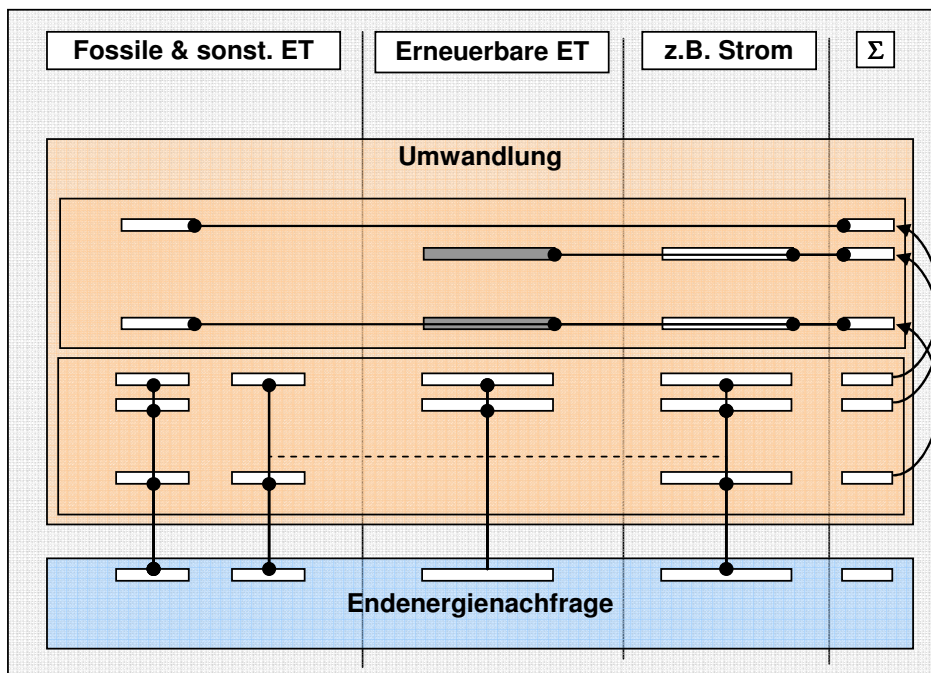 Fossile & sonst. ET
Erneuerbare ET
z.B. Strom
Σ
Umwandlung
Endenergienachfrage